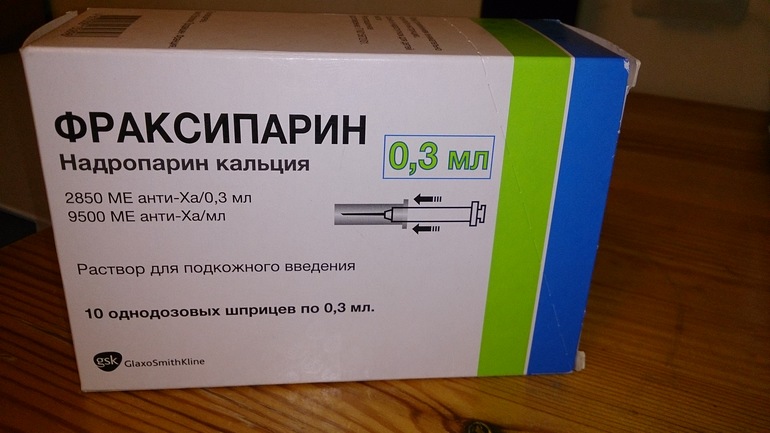 ФРАКСИПАРИН
Надропарин кальция
0,3 мл
2850 МЕ анти-Ха/0,3 мл
9500 МЕ анти-Ха/мл
Раствор для подкожного введения
10 однодозовых шприцев по 0,3 мл.
gsk GlaxoSmithKline